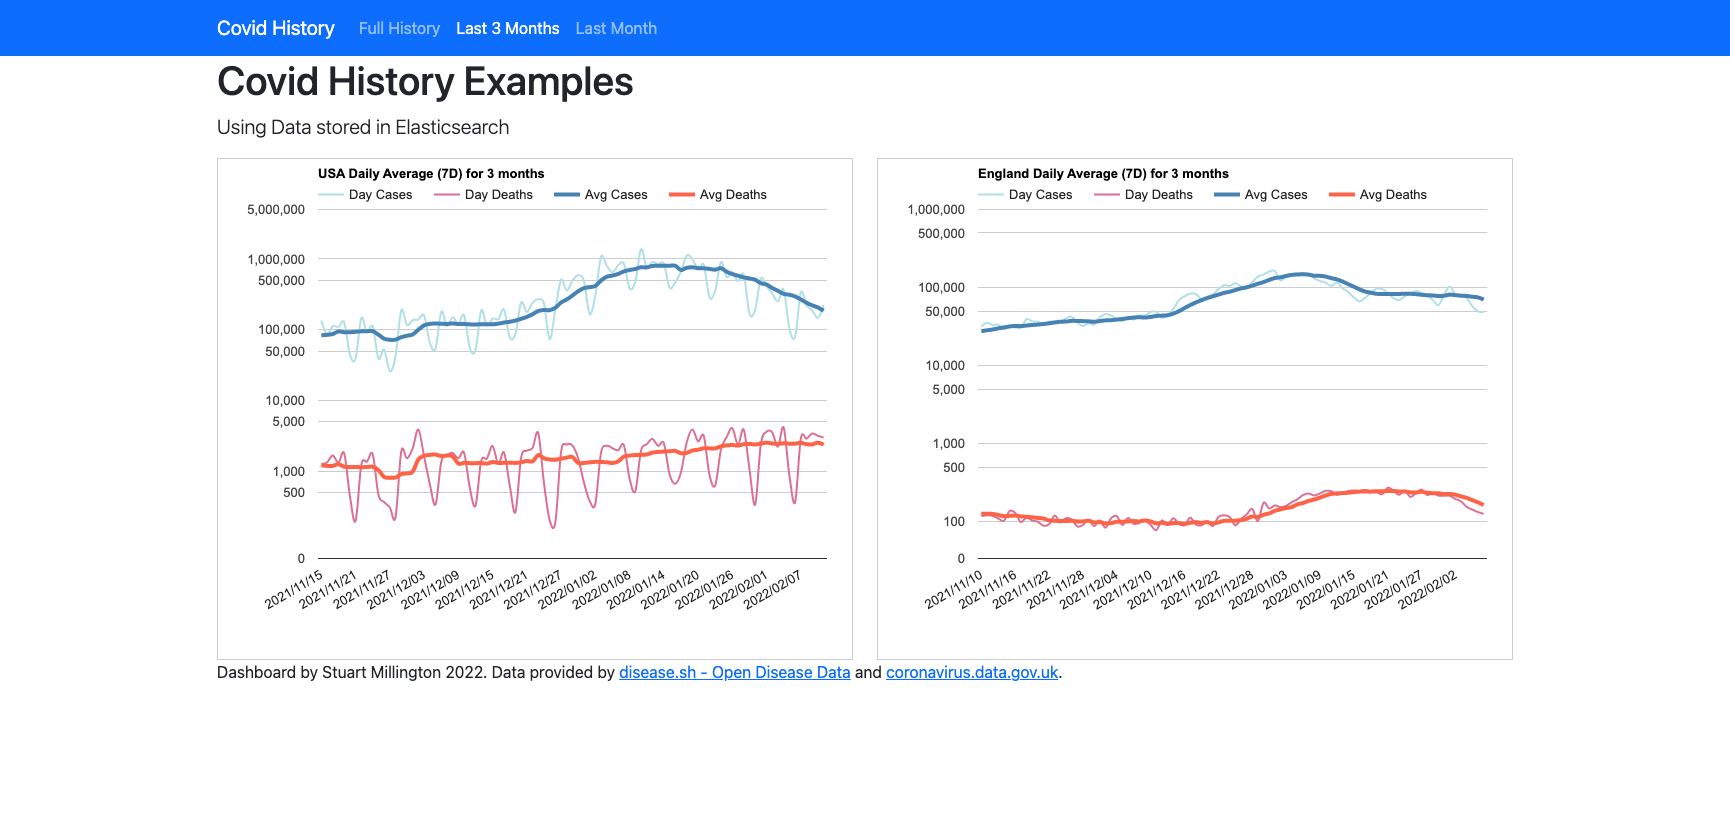 Covid History Full History Last 3 Months Last Month
Covid History Examples
Using Data stored in Elasticsearch
USA Daily Average (7D) for 3 months
Day Cases Day Deaths Avg Cases Avg Deaths
5,000,000
1,000,000
500,000
100,000
50,000
10,000
5,000
1,000
500
0
2021/11/15 2021/11/21 2021/11/27 2021/12/03 2021/12/09 2021/12/15 2021/12/21 2021/12/27 2022/01/02 2022/01/08 2022/01/14 2022/01/20 2022/01/26 2022/02/01 2022/02/07
England Daily Average (7D) for 3 months
Day Cases Day Deaths Avg Cases Avg Deaths
1,000,000
500,000
100,000
50,000
10,000
5,000
1,000
500
100
0
2021/11/10 2021/11/16 2021/11/22 2021/11/28 2021/12/04 2021/12/10 2021/12/16 2021/12/22 2021/12/28 2022/01/03 2022/01/09 2022/01/15 2022/01/21 2022/01/27 2022/02/02
Dashboard by Stuart Millington 2022. Data provided by disease.sh - Open Disease Data and coronavirus.data.gov.uk.